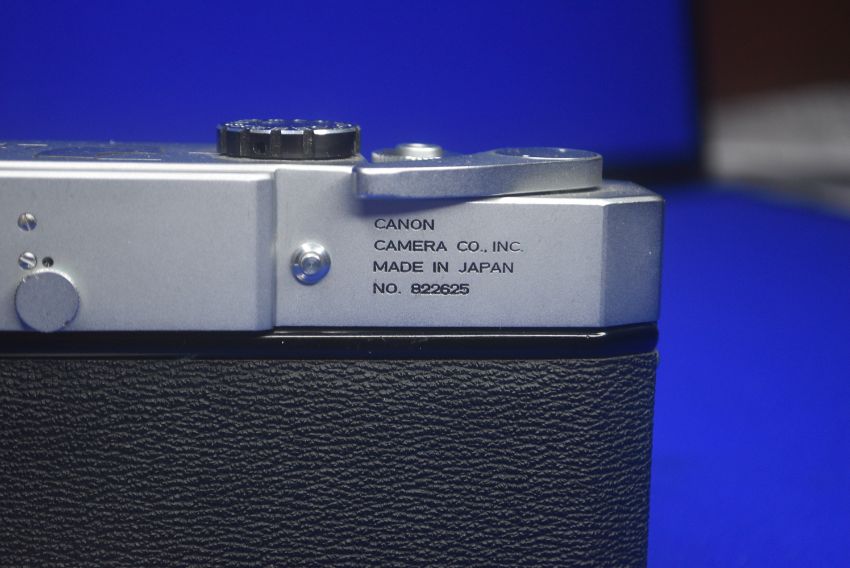 CANON
CAMERA CO., INC.
MADE IN JAPAN
NO. 822625